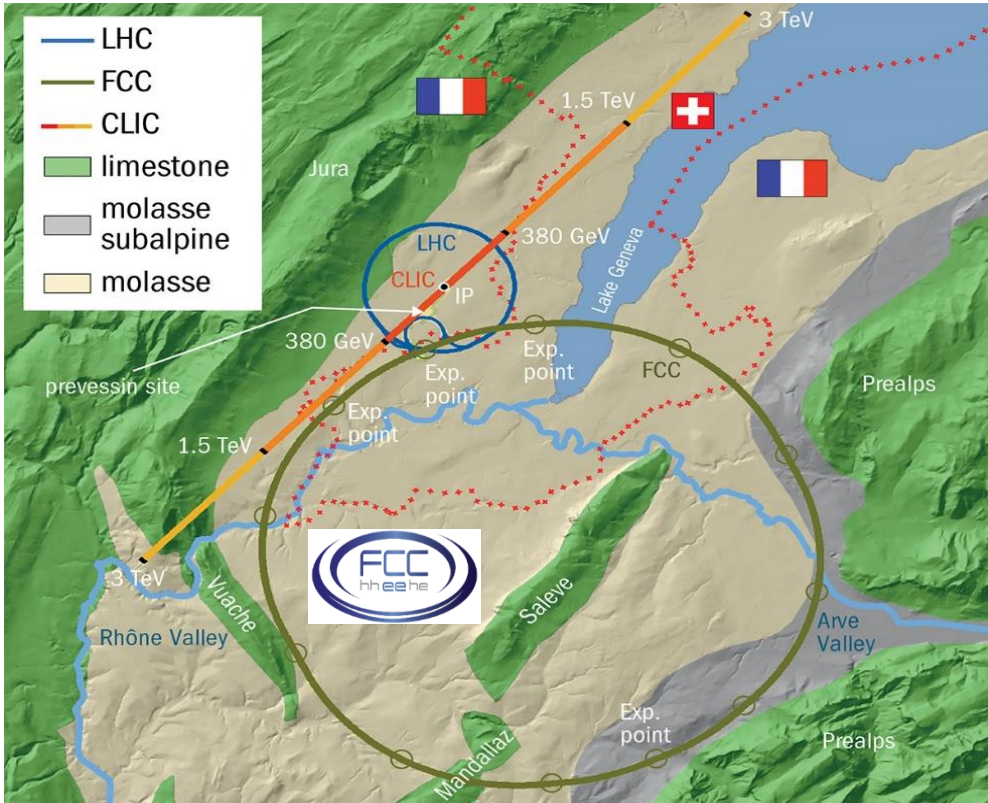 LHC
FCC
CLIC
limestone
molasse
subalpine
molasse
3 TeV
1.5 TeV
Jura
LHC
380 GeV
CLIC
IP
Lake Geneva
380 GeV
prevessin site
Exp.
point
Exp.
point
FCC
Exp.
point
Prealps
1.5 TeV
FCC
hh ee he
3 TeV
Vuache
Salève
Rhône Valley
Arve
Valley
Exp.
point
Mandallaz
Prealps